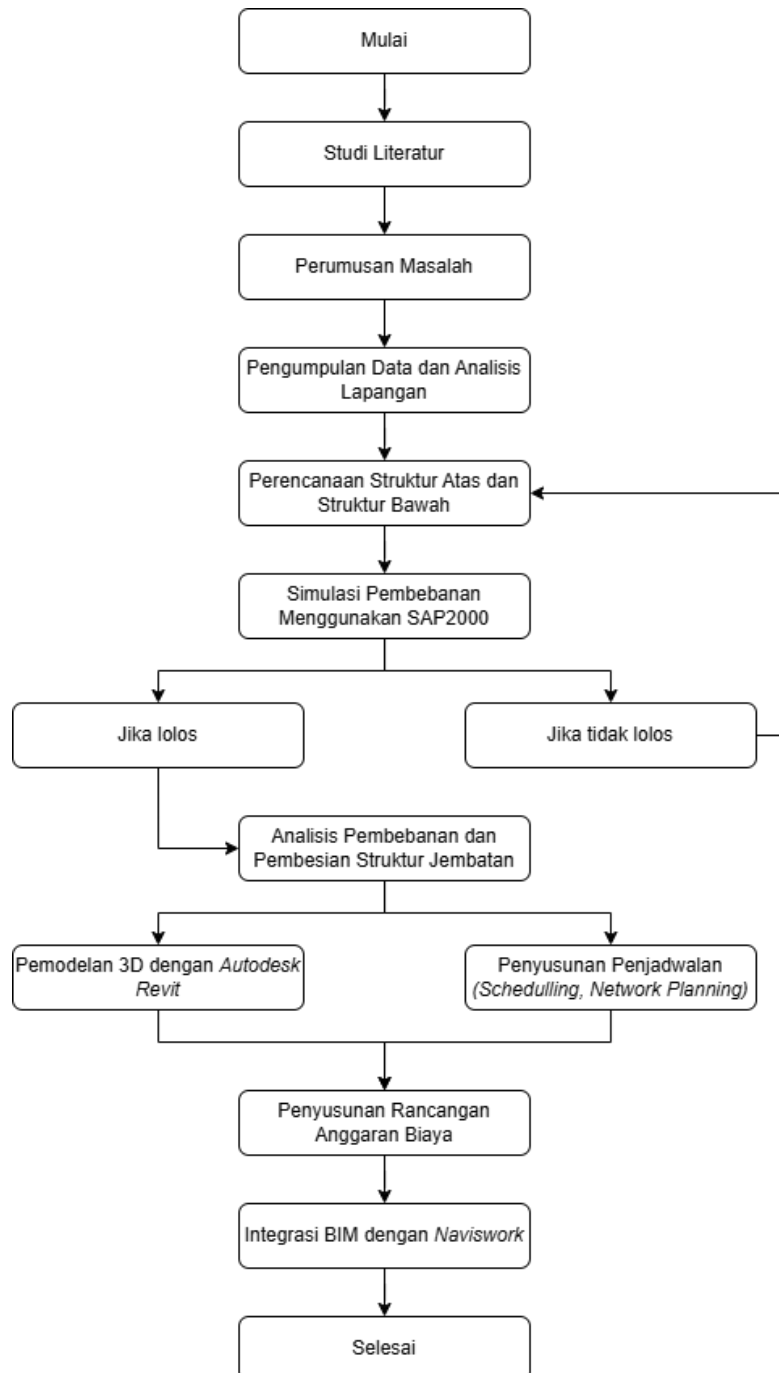 Mulai
Studi Literatur
Perumusan Masalah
Pengumpulan Data dan Analisis
Lapangan
Perencanaan Struktur Atas dan
Struktur Bawah
Simulasi Pembebanan
Menggunakan SAP2000
Jika lolos
Jika tidak lolos
Analisis Pembebanan dan
Pembesian Struktur Jembatan
Pemodelan 3D dengan Autodesk
Revit
Penyusunan Penjadwalan
(Schedulling, Network Planning)
Penyusunan Rancangan
Anggaran Biaya
Integrasi BIM dengan Naviswork
Selesai